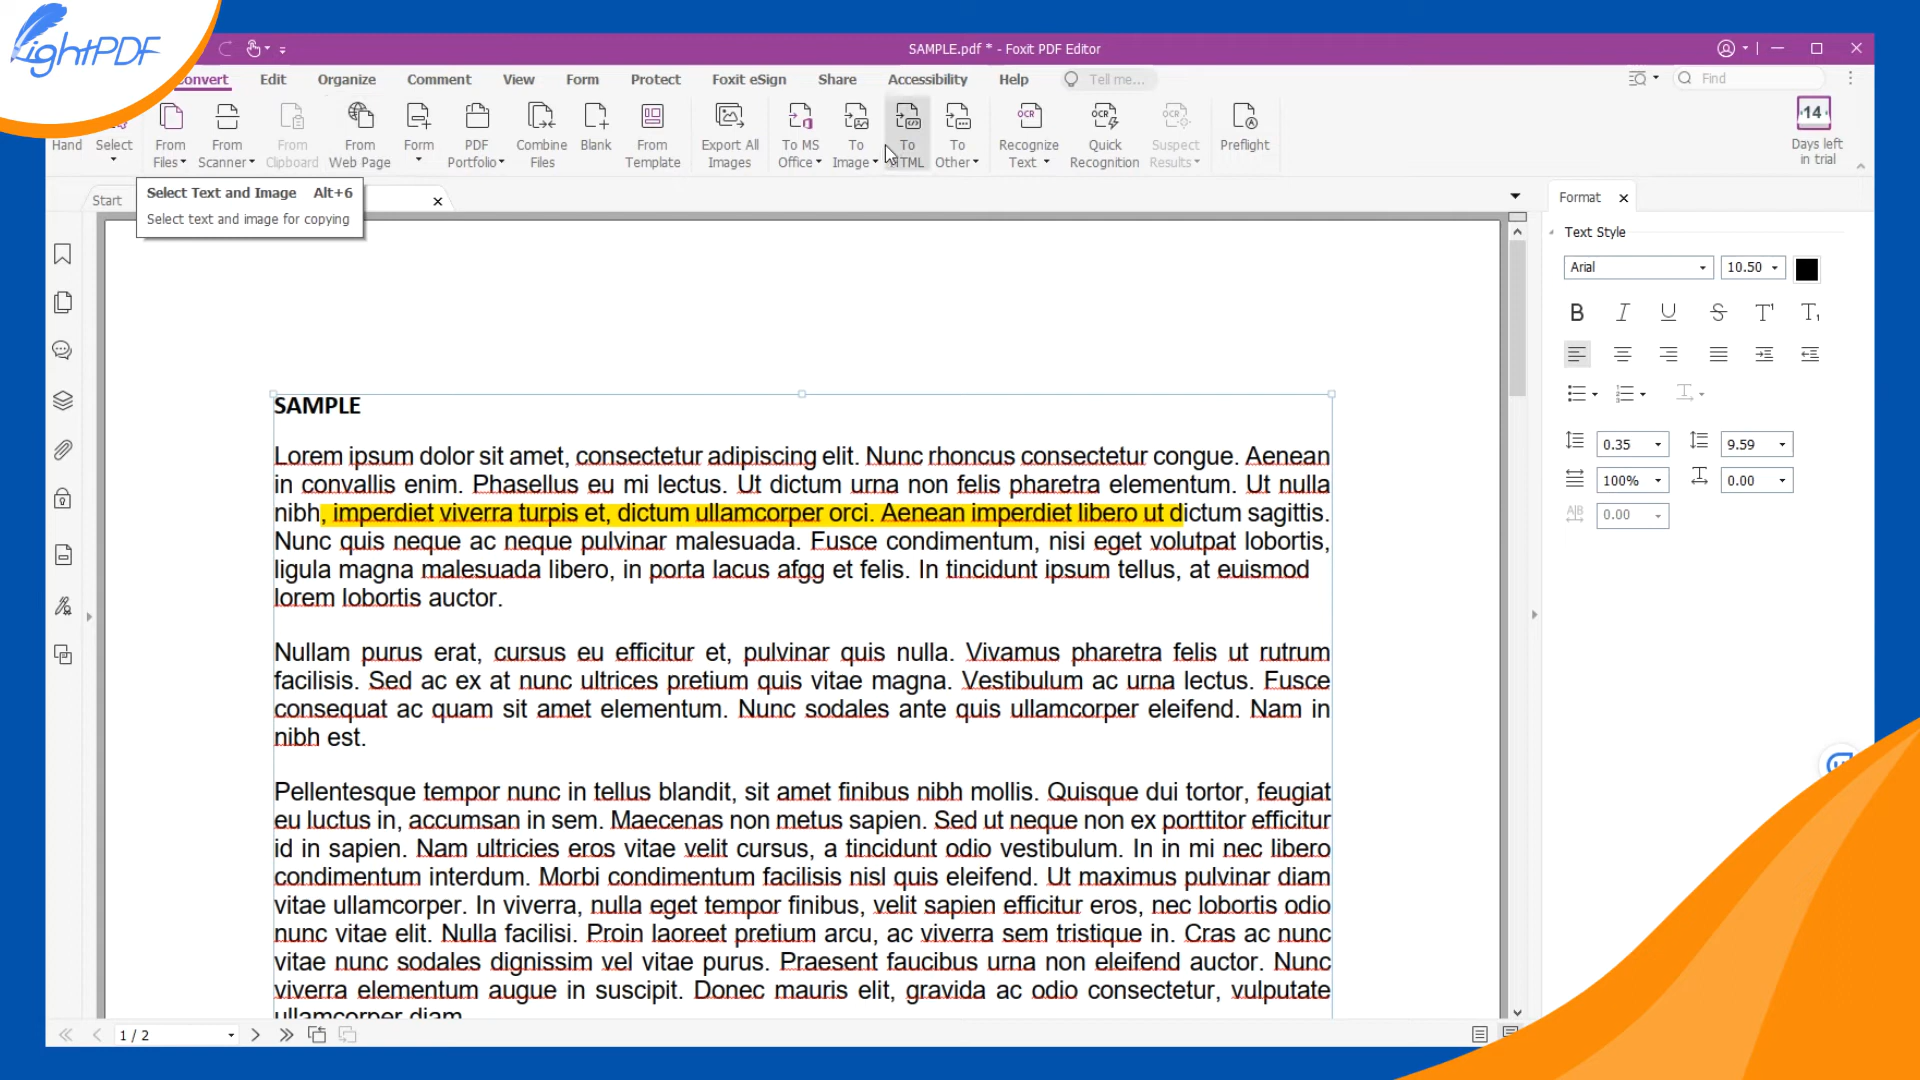 LightPDF
SAMPLE.pdf * - Foxit PDF Editor
Convert Edit Organize Comment View Form Protect Foxit eSign Share Accessibility Help Tell me... Find
Hand
Select
From Files
From Scanner
From Clipboard
From Web Page
Form
PDF Portfolio
Combine Files
Blank
From Template
Export All Images
To MS Office
To Image
To HTML
To Other
OCR
Recognize Text
OCR
Quick Recognition
OCR
Suspect Results
Preflight
14
Days left in trial
Start
Select Text and Image Alt+6
Select text and image for copying
Format
Text Style
Arial 10.50
0.35 9.59
100% 0.00
0.00
SAMPLE
Lorem ipsum dolor sit amet, consectetur adipiscing elit. Nunc rhoncus consectetur congue. Aenean
in convallis enim. Phasellus eu mi lectus. Ut dictum urna non felis pharetra elementum. Ut nulla
nibh, imperdiet viverra turpis et, dictum ullamcorper orci. Aenean imperdiet libero ut dictum sagittis.
Nunc quis neque ac neque pulvinar malesuada. Fusce condimentum, nisi eget volutpat lobortis,
ligula magna malesuada libero, in porta lacus afgg et felis. In tincidunt ipsum tellus, at euismod
lorem lobortis auctor.
Nullam purus erat, cursus eu efficitur et, pulvinar quis nulla. Vivamus pharetra felis ut rutrum
facilisis. Sed ac ex at nunc ultrices pretium quis vitae magna. Vestibulum ac urna lectus. Fusce
consequat ac quam sit amet elementum. Nunc sodales ante quis ullamcorper eleifend. Nam in
nibh est.
Pellentesque tempor nunc in tellus blandit, sit amet finibus nibh mollis. Quisque dui tortor, feugiat
eu luctus in, accumsan in sem. Maecenas non metus sapien. Sed ut neque non ex porttitor efficitur
id in sapien. Nam ultricies eros vitae velit cursus, a tincidunt odio vestibulum. In in mi nec libero
condimentum interdum. Morbi condimentum facilisis nisl quis eleifend. Ut maximus pulvinar diam
vitae ullamcorper. In viverra, nulla eget tempor finibus, velit sapien efficitur eros, nec lobortis odio
nunc vitae elit. Nulla facilisi. Proin laoreet pretium arcu, ac viverra sem tristique in. Cras ac nunc
vitae nunc sodales dignissim vel vitae purus. Praesent faucibus urna non eleifend auctor. Nunc
viverra elementum augue in suscipit. Donec mauris elit, gravida ac odio consectetur, vulputate
ullamcorper diam.
1 / 2